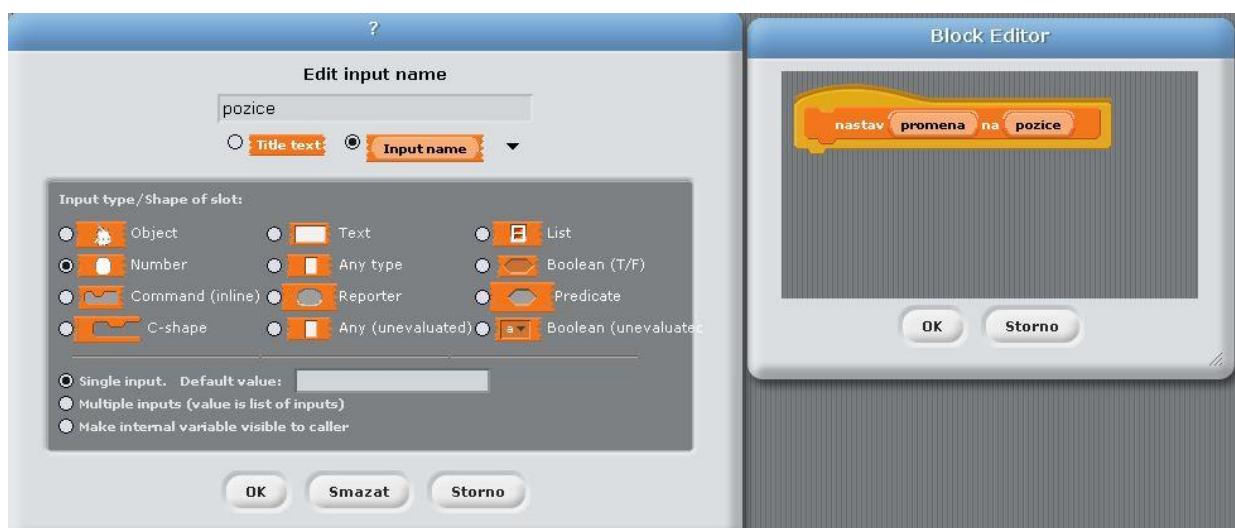 ?
Edit input name
pozice
Title text Input name
Input type/Shape of slot:
Object Text List
Number Any type Boolean (T/F)
Command (inline) Reporter Predicate
C-shape Any (unevaluated) a Boolean (unevaluatec
Single input. Default value:
Multiple inputs (value is list of inputs)
Make internal variable visible to caller
OK Smazat Storno
Block Editor
nastav promena na pozice
OK Storno